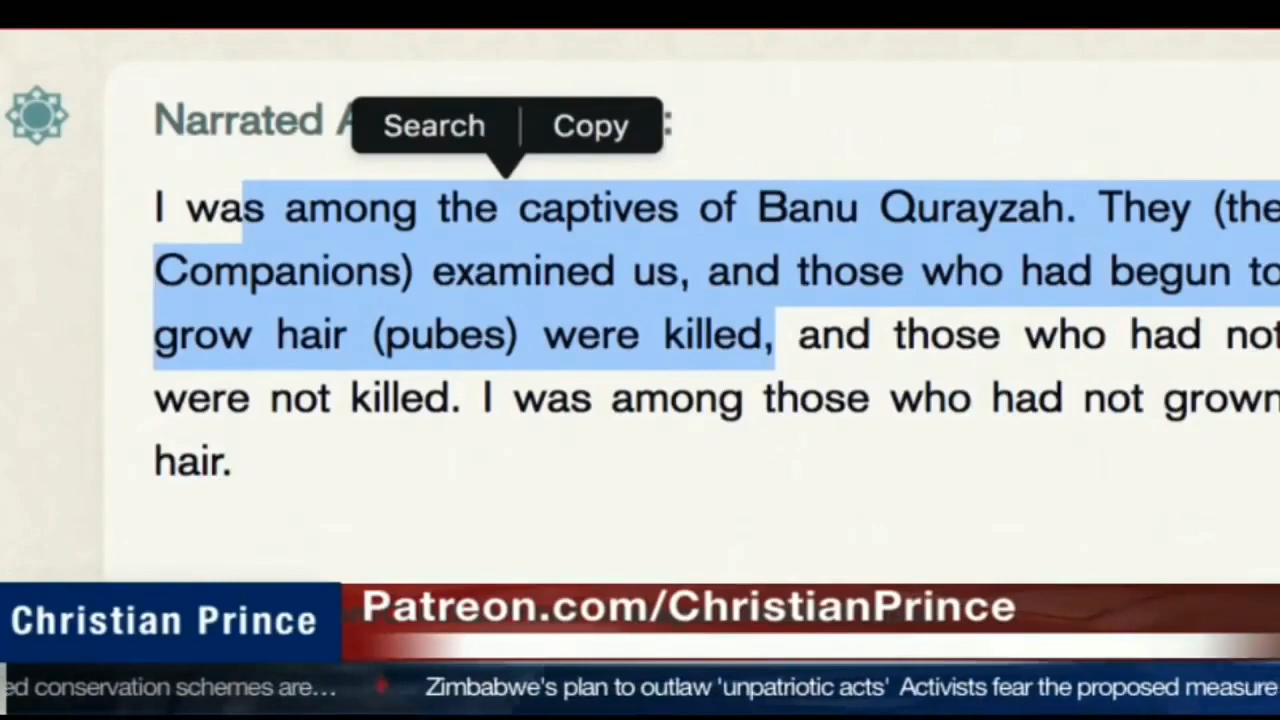 Narrated
Search Copy
:
I was among the captives of Banu Qurayzah. They (the
Companions) examined us, and those who had begun to
grow hair (pubes) were killed, and those who had not
were not killed. I was among those who had not grown
hair.
Christian Prince
Patreon.com/ChristianPrince
ed conservation schemes are… Zimbabwe's plan to outlaw 'unpatriotic acts' Activists fear the proposed measure